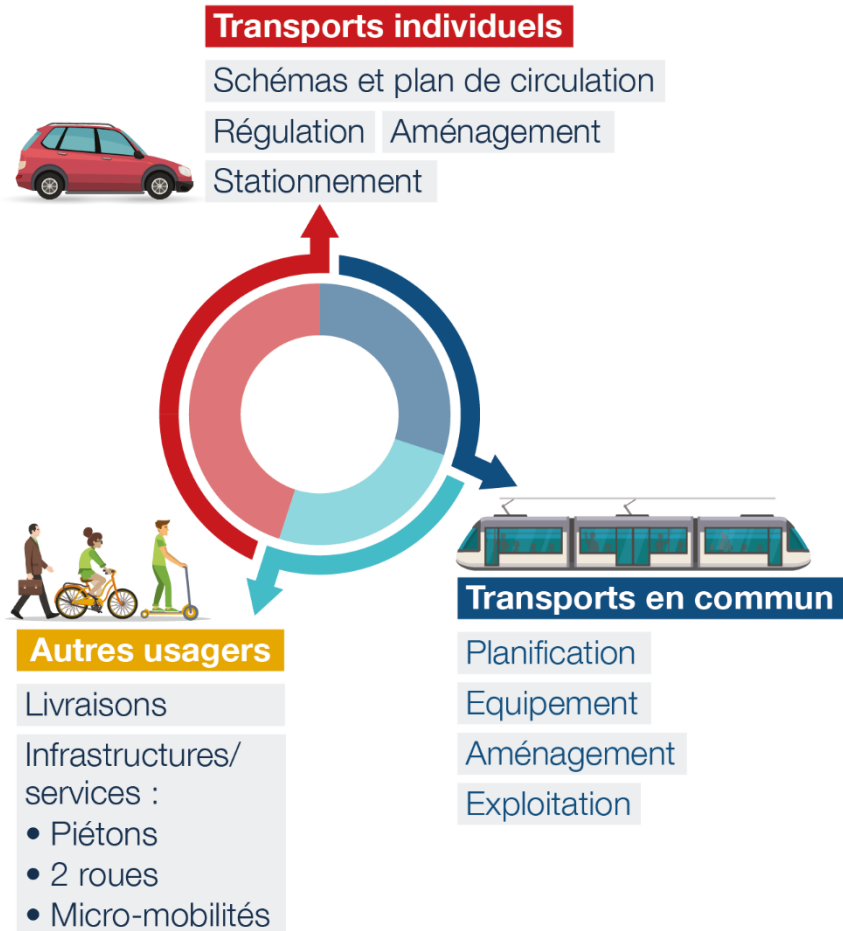 Transports individuels
Schémas et plan de circulation
Régulation Aménagement
Stationnement
Transports en commun
Planification
Equipement
Aménagement
Exploitation
Autres usagers
Livraisons
Infrastructures/
services :
• Piétons
• 2 roues
• Micro-mobilités